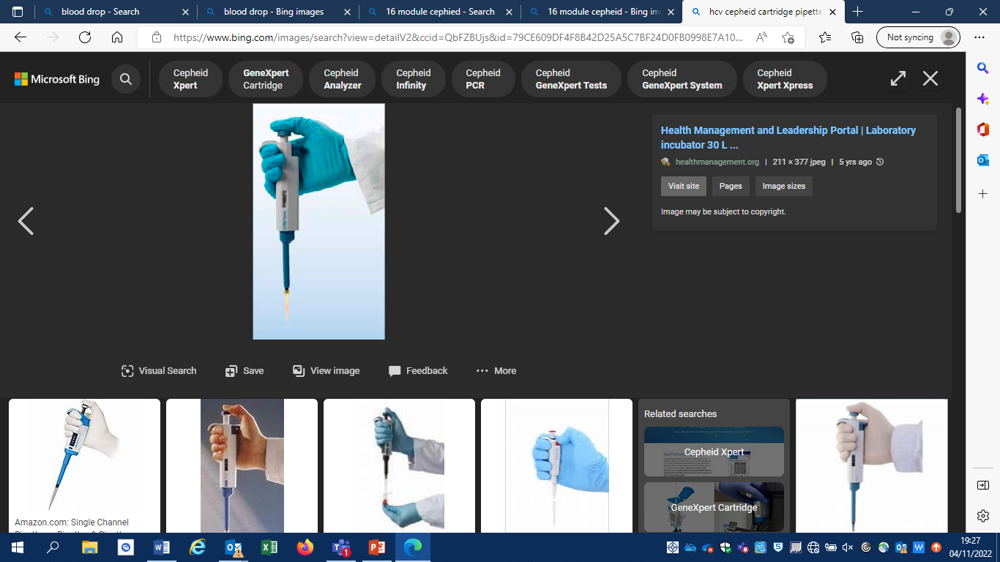 blood drop - Search
blood drop - Bing images
16 module cephied - Search
16 module cepheid - Bing im
hcv cepheid cartridge pipette
https://www.bing.com/images/search?view=detailV2&ccid=QbFZBUjs&id=79CE609DF4F8B42D25A5C7BF24D0FB0998E7A10...
Not syncing
Microsoft Bing
Cepheid
Xpert
GeneXpert
Cartridge
Cepheid
Analyzer
Cepheid
Infinity
Cepheid
PCR
Cepheid
GeneXpert Tests
Cepheid
GeneXpert System
Cepheid
Xpert Xpress
Health Management and Leadership Portal | Laboratory
incubator 30 L ...
healthmanagement.org | 211 × 377 jpeg | 5 yrs ago
Visit site
Pages
Image sizes
Image may be subject to copyright.
Visual Search
Save
View image
Feedback
More
Amazon.com: Single Channel
Related searches
Cepheid Xpert
GeneXpert Cartridge
1
19:27
04/11/2022